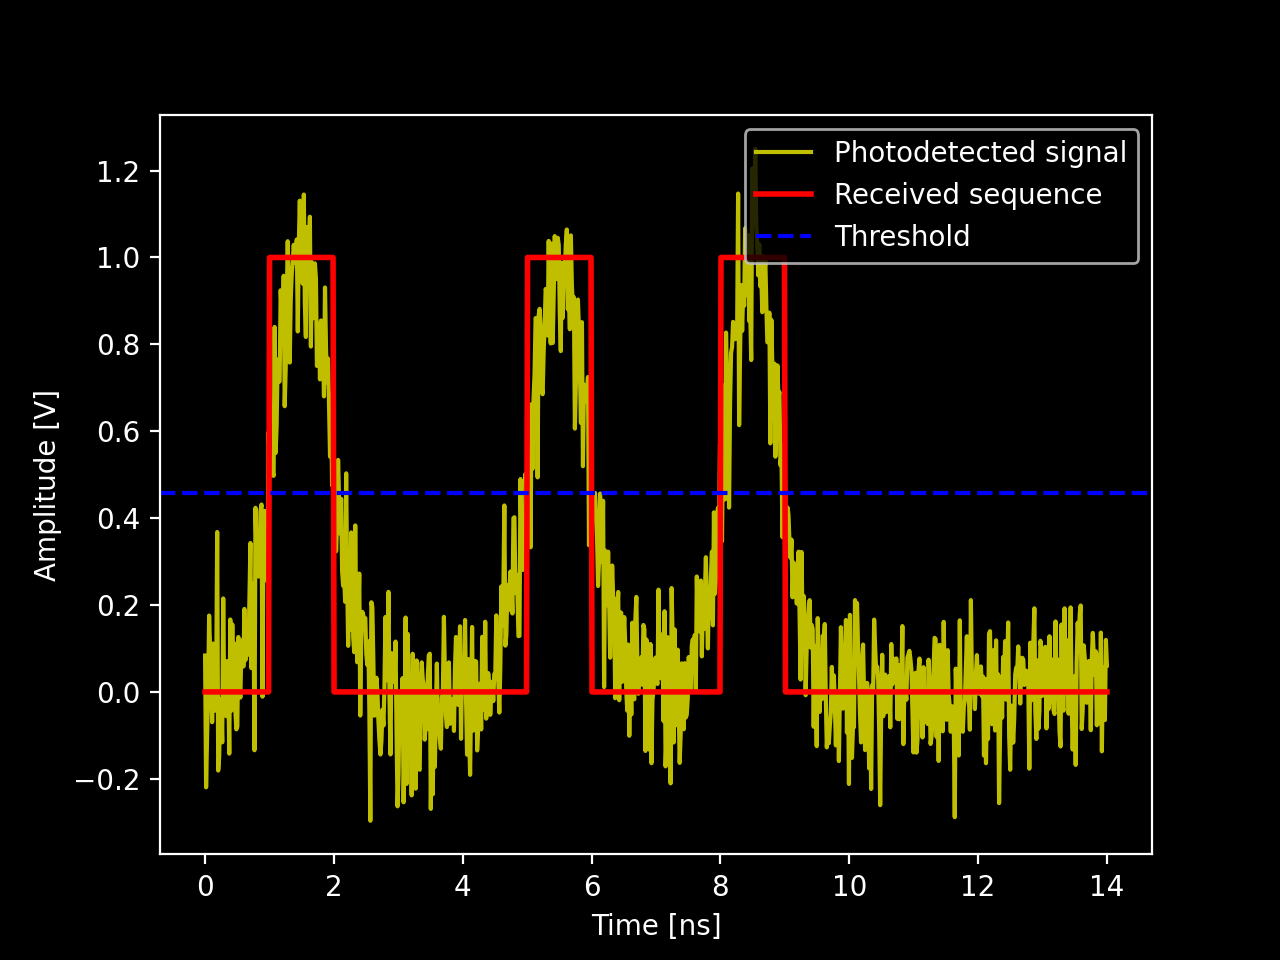 Photodetected signal
Received sequence
Threshold
1.2
1.0
0.8
0.6
0.4
0.2
0.0
−0.2
Amplitude [V]
0 2 4 6 8 10 12 14
Time [ns]